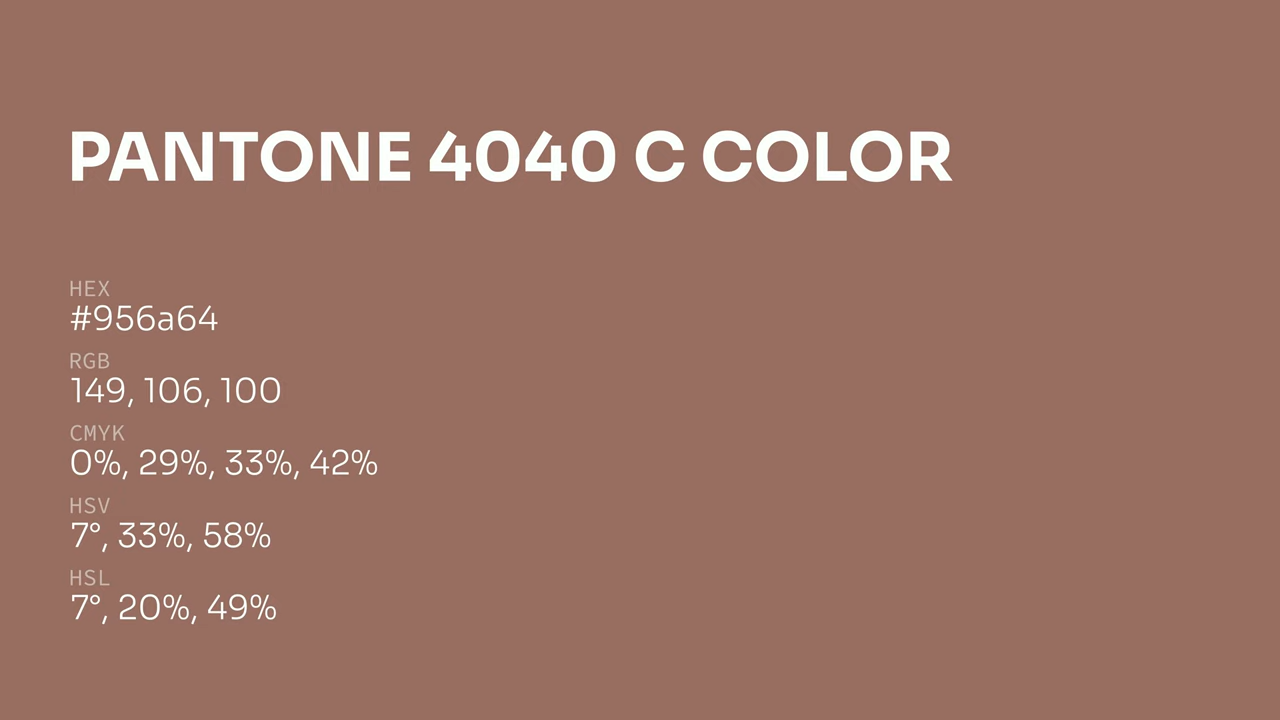 PANTONE 4040 C COLOR
HEX
#956a64
RGB
149, 106, 100
CMYK
0%, 29%, 33%, 42%
HSV
7°, 33%, 58%
HSL
7°, 20%, 49%